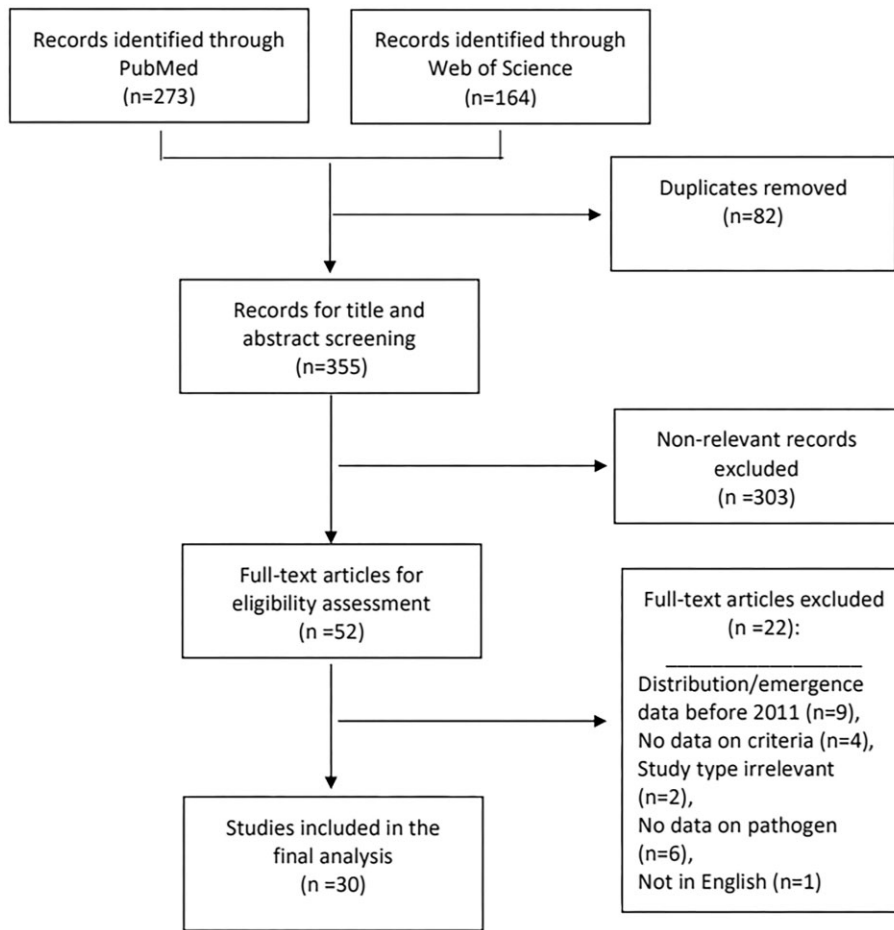 Records identified through
PubMed
(n=273)
Records identified through
Web of Science
(n=164)
Duplicates removed
(n=82)
Records for title and
abstract screening
(n=355)
Non-relevant records
excluded
(n =303)
Full-text articles for
eligibility assessment
(n =52)
Full-text articles excluded
(n =22):
Distribution/emergence
data before 2011 (n=9),
No data on criteria (n=4),
Study type irrelevant
(n=2),
No data on pathogen
(n=6),
Not in English (n=1)
Studies included in the
final analysis
(n =30)